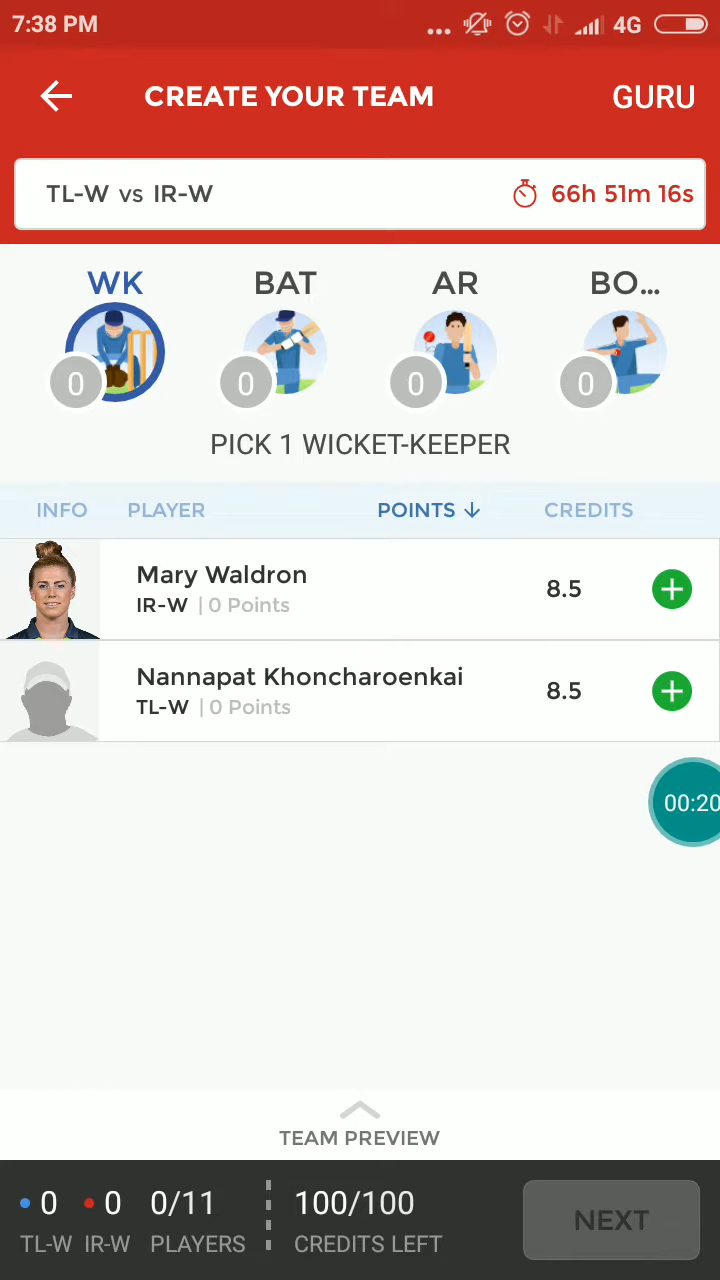 7:38 PM ... 4G
CREATE YOUR TEAM GURU
TL-W vs IR-W 66h 51m 16s
WK BAT AR BO...
0 0 0 0
PICK 1 WICKET-KEEPER
INFO PLAYER POINTS ↓ CREDITS
Mary Waldron
IR-W | 0 Points 8.5 +
Nannapat Khoncharoenkai
TL-W | 0 Points 8.5 +
00:20
TEAM PREVIEW
0 0 0/11 100/100 NEXT
TL-W IR-W PLAYERS CREDITS LEFT